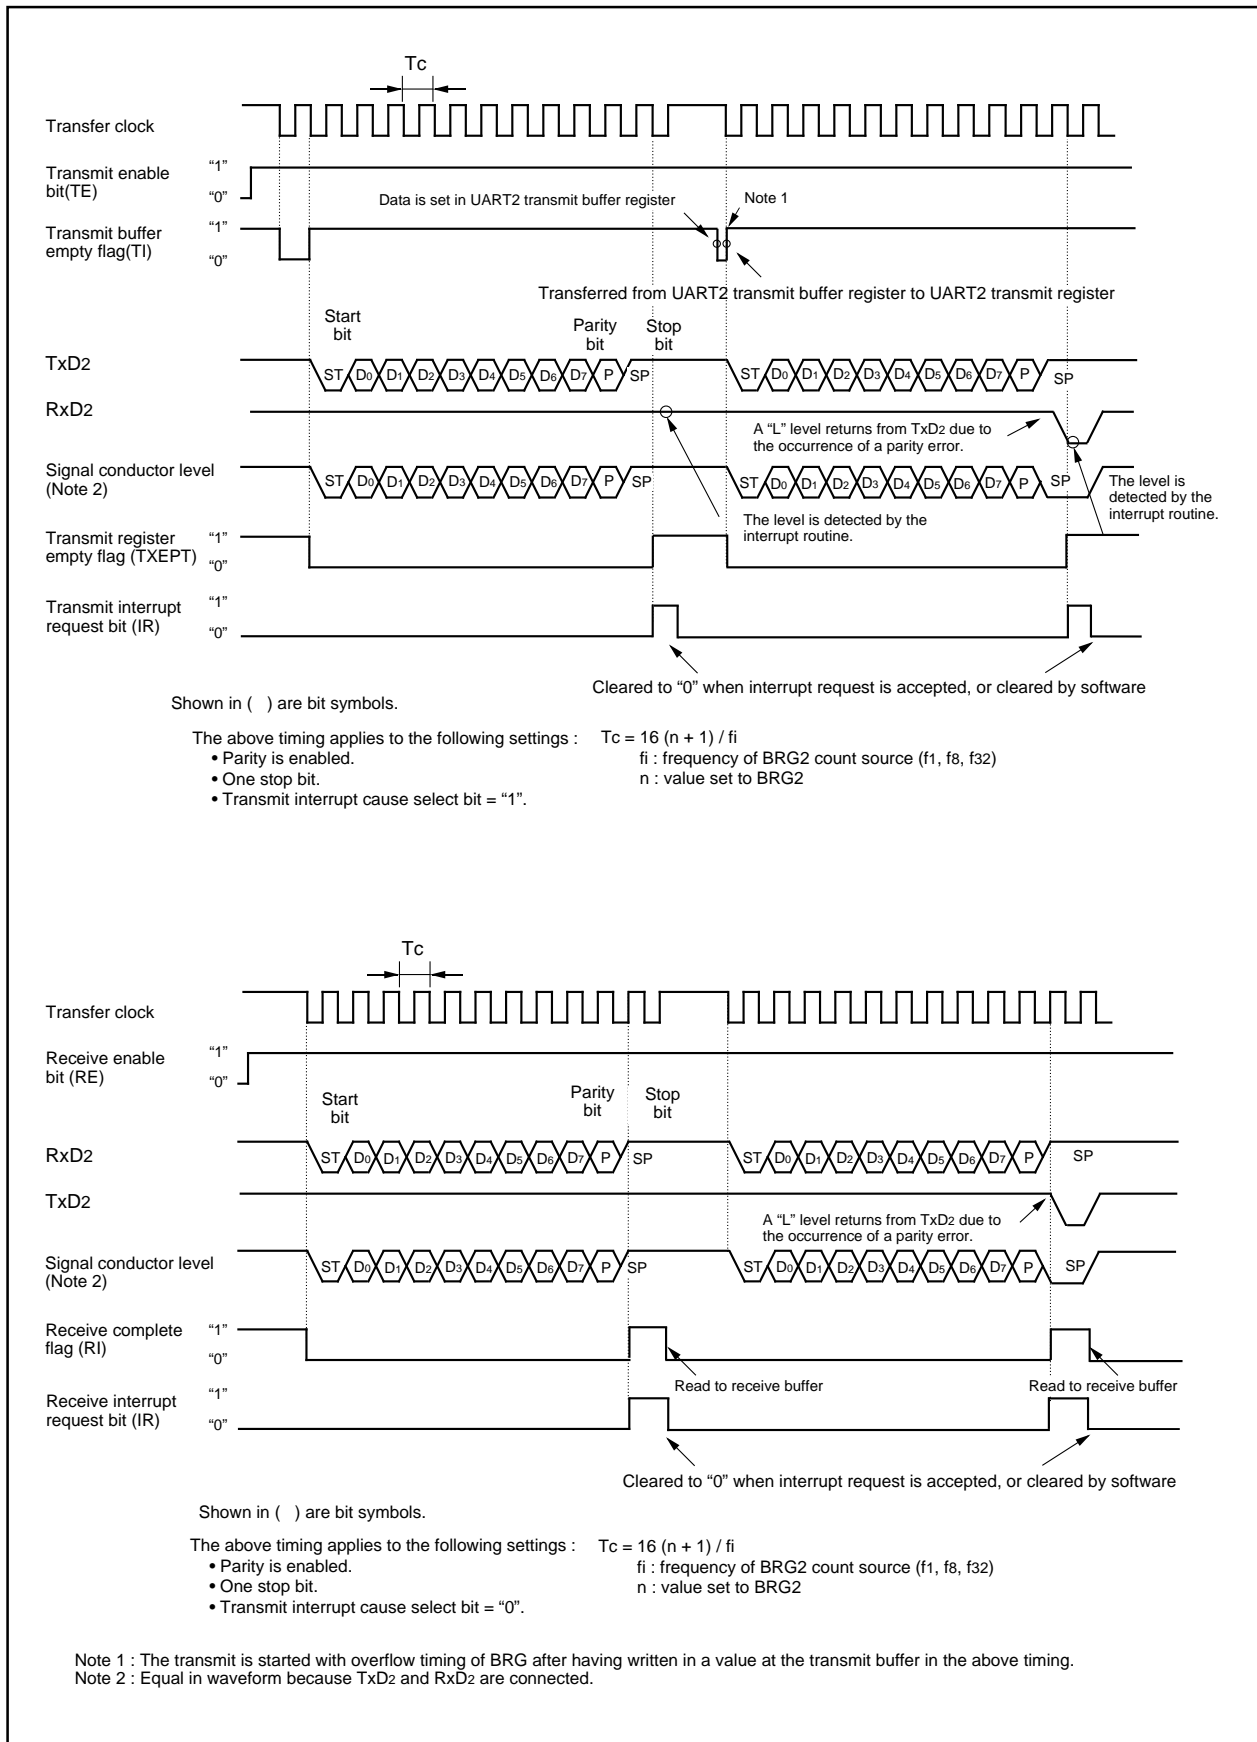 Tc
Transfer clock
Transmit enable
bit(TE)
“1”
“0”
Data is set in UART2 transmit buffer register
Note 1
Transmit buffer
empty flag(TI)
“1”
“0”
Transferred from UART2 transmit buffer register to UART2 transmit register
Start
bit
Parity
bit
Stop
bit
TxD2
ST D0 D1 D2 D3 D4 D5 D6 D7 P SP
ST D0 D1 D2 D3 D4 D5 D6 D7 P SP
RxD2
A “L” level returns from TxD2 due to
the occurrence of a parity error.
Signal conductor level
(Note 2)
ST D0 D1 D2 D3 D4 D5 D6 D7 P SP
ST D0 D1 D2 D3 D4 D5 D6 D7 P SP
The level is
detected by the
interrupt routine.
The level is detected by the
interrupt routine.
Transmit register
empty flag (TXEPT)
“1”
“0”
Transmit interrupt
request bit (IR)
“1”
“0”
Cleared to “0” when interrupt request is accepted, or cleared by software
Shown in ( ) are bit symbols.
The above timing applies to the following settings :
• Parity is enabled.
• One stop bit.
• Transmit interrupt cause select bit = “1”.
Tc = 16 (n + 1) / fi
fi : frequency of BRG2 count source (f1, f8, f32)
n : value set to BRG2
Tc
Transfer clock
Receive enable
bit (RE)
“1”
“0”
Start
bit
Parity
bit
Stop
bit
RxD2
ST D0 D1 D2 D3 D4 D5 D6 D7 P SP
ST D0 D1 D2 D3 D4 D5 D6 D7 P SP
TxD2
A “L” level returns from TxD2 due to
the occurrence of a parity error.
Signal conductor level
(Note 2)
ST D0 D1 D2 D3 D4 D5 D6 D7 P SP
ST D0 D1 D2 D3 D4 D5 D6 D7 P SP
Receive complete
flag (RI)
“1”
“0”
Read to receive buffer
Read to receive buffer
Receive interrupt
request bit (IR)
“1”
“0”
Cleared to “0” when interrupt request is accepted, or cleared by software
Shown in ( ) are bit symbols.
The above timing applies to the following settings :
• Parity is enabled.
• One stop bit.
• Transmit interrupt cause select bit = “0”.
Tc = 16 (n + 1) / fi
fi : frequency of BRG2 count source (f1, f8, f32)
n : value set to BRG2
Note 1 : The transmit is started with overflow timing of BRG after having written in a value at the transmit buffer in the above timing.
Note 2 : Equal in waveform because TxD2 and RxD2 are connected.